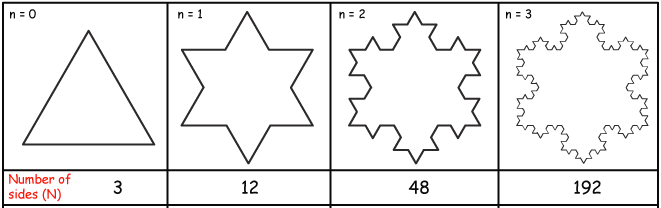 n = 0
n = 1
n = 2
n = 3
Number of
sides (N)
3
12
48
192